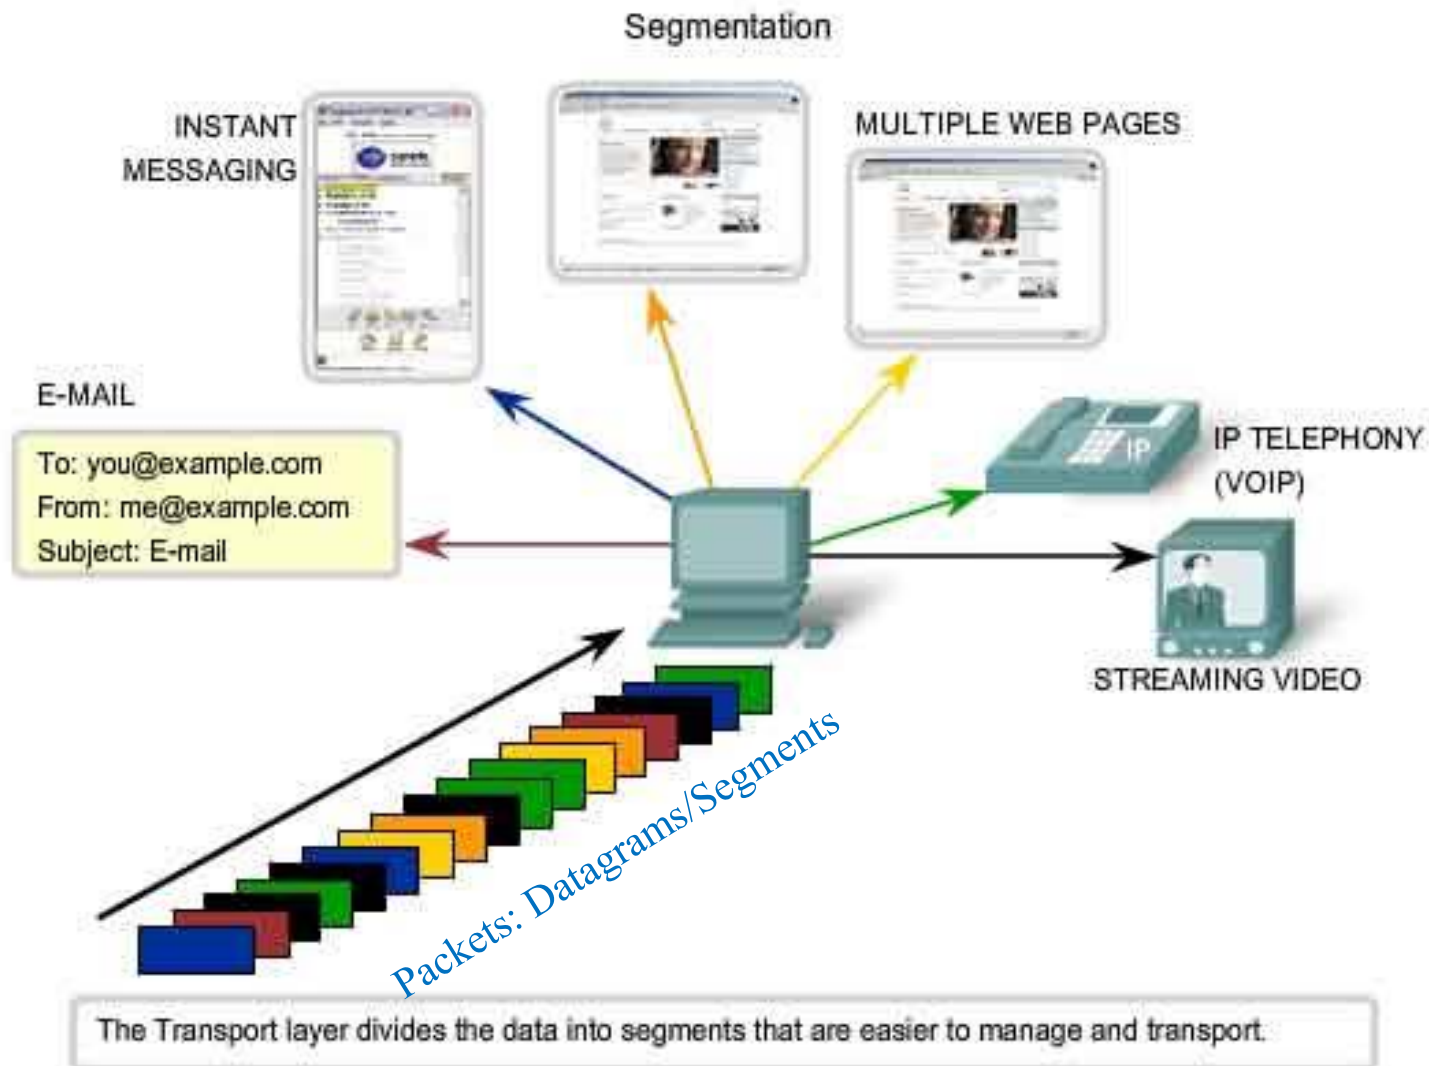 Segmentation
INSTANT
MESSAGING
MULTIPLE WEB PAGES
E-MAIL
To: you@example.com
From: me@example.com
Subject: E-mail
IP
IP TELEPHONY
(VOIP)
STREAMING VIDEO
Packets: Datagrams/Segments
The Transport layer divides the data into segments that are easier to manage and transport.